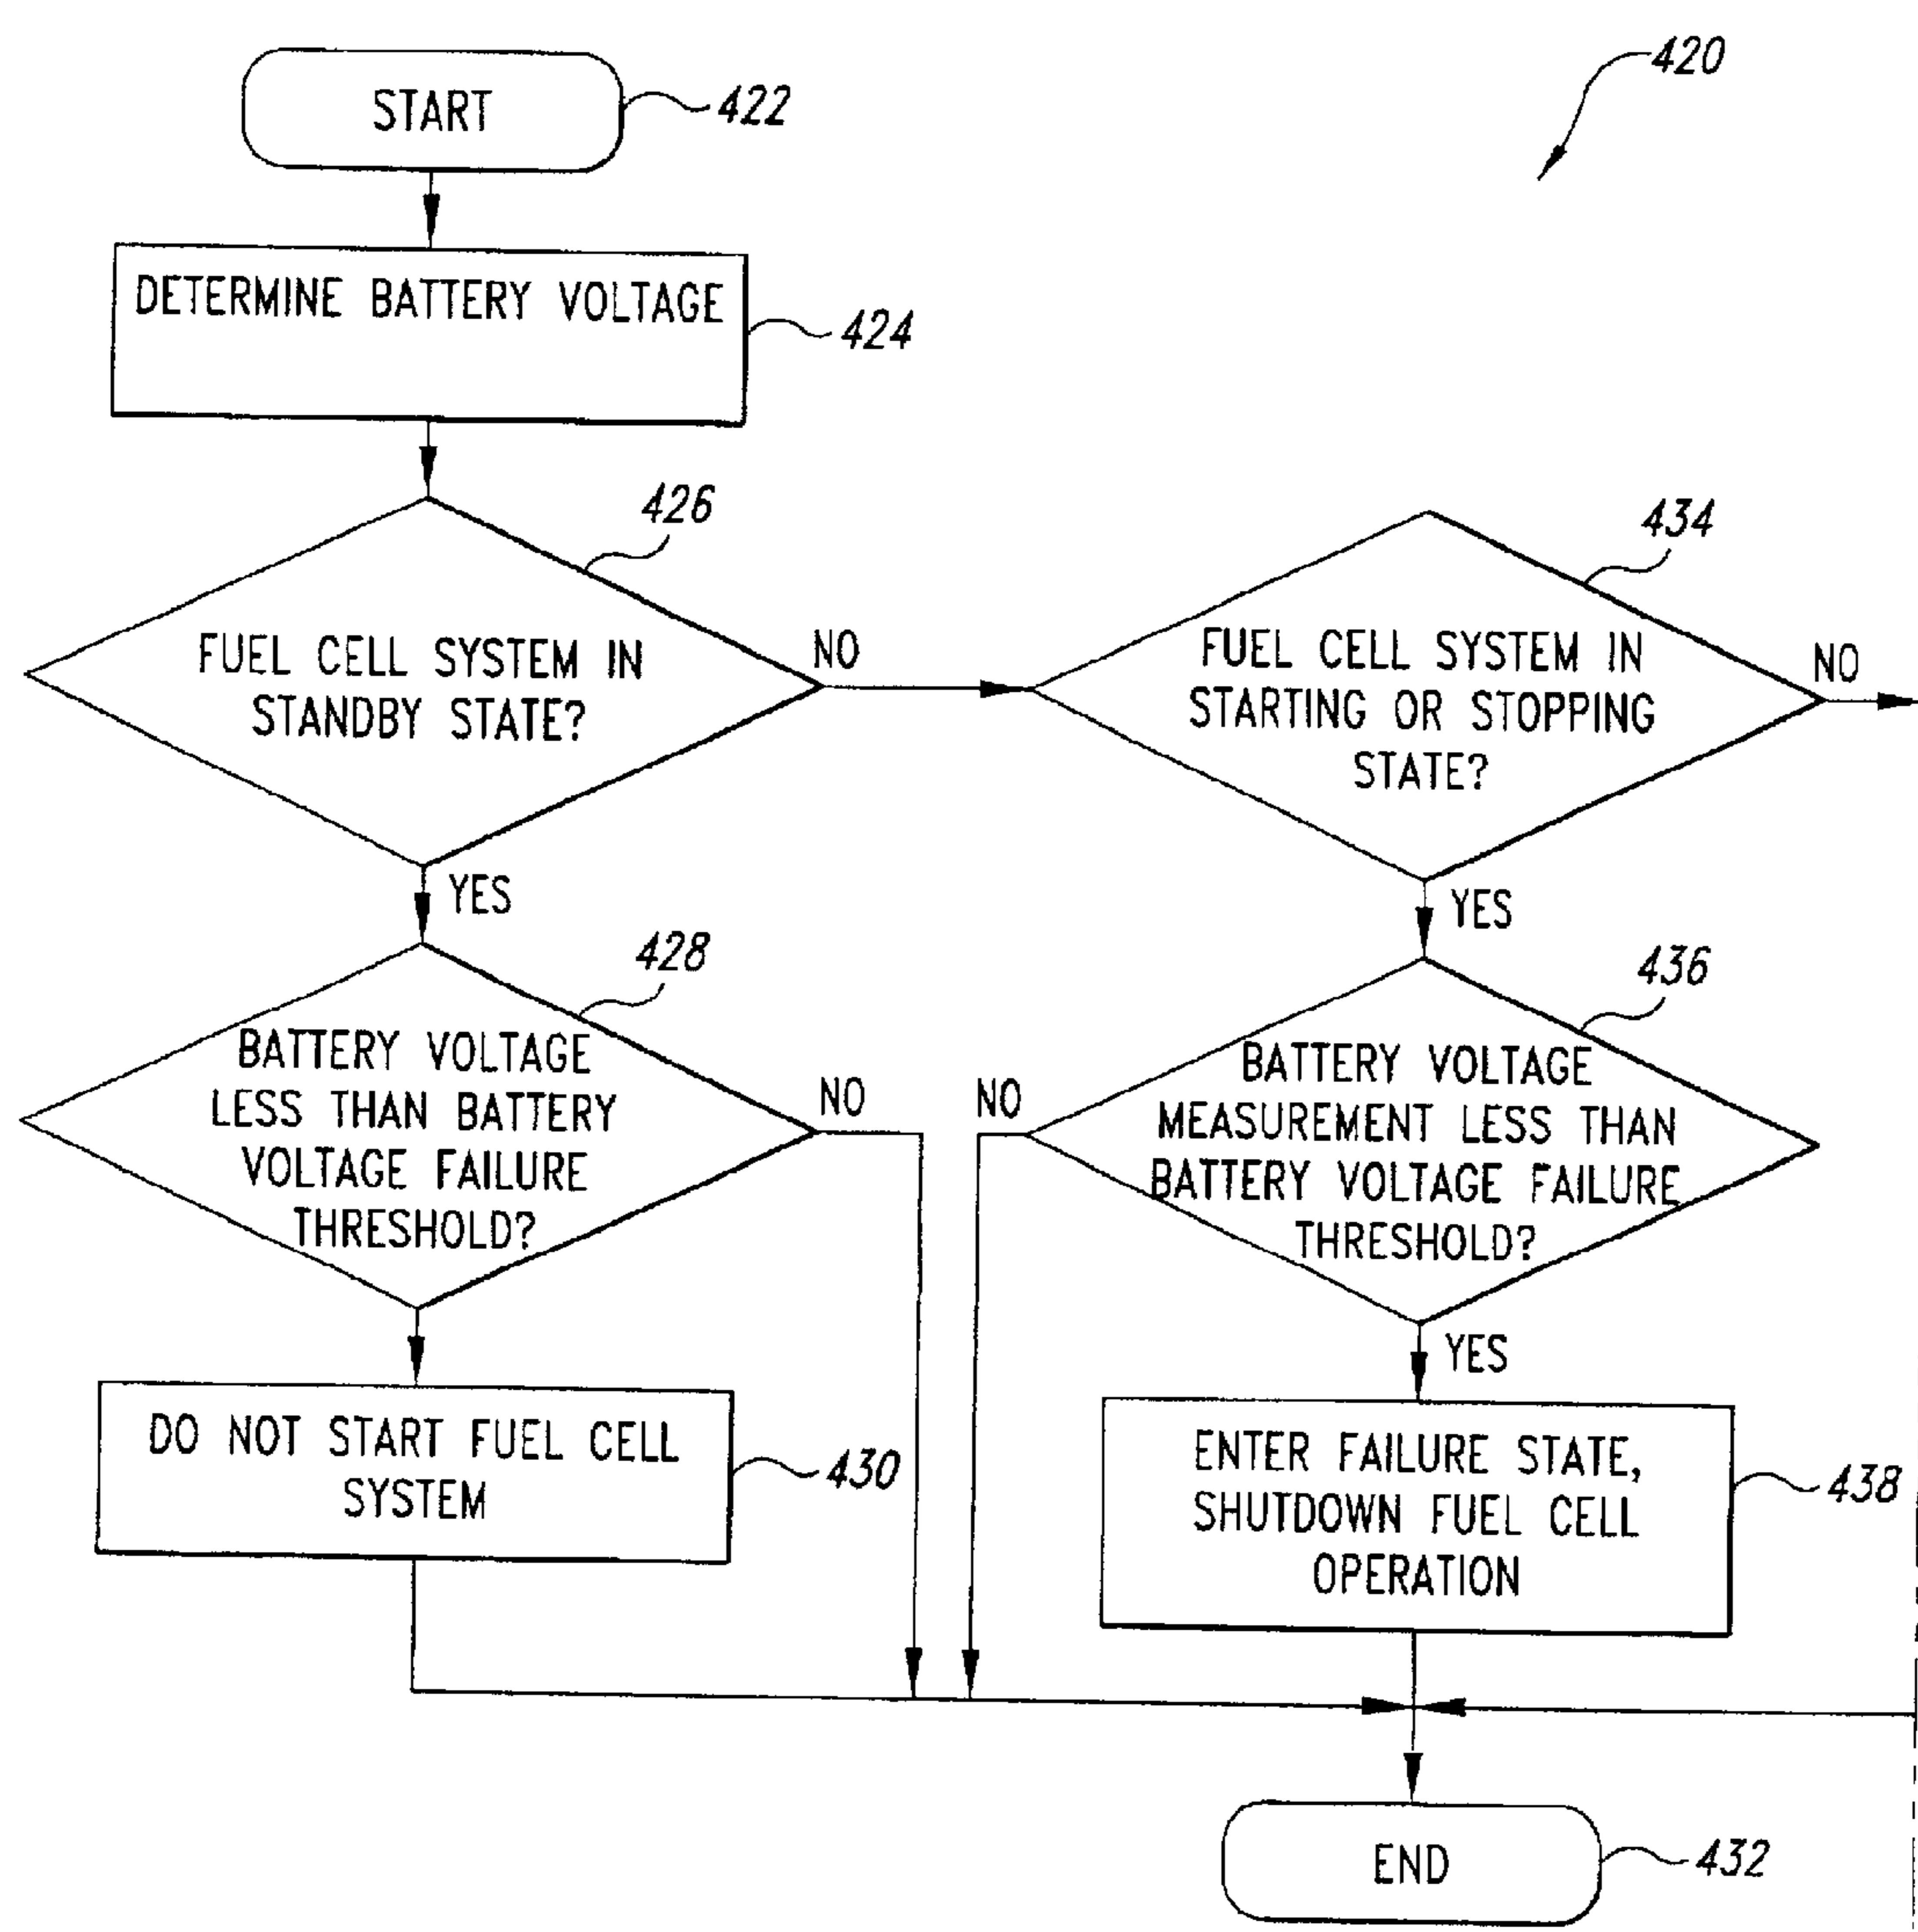 420
START
422
DETERMINE BATTERY VOLTAGE
424
426
FUEL CELL SYSTEM IN
STANDBY STATE?
NO
YES
434
FUEL CELL SYSTEM IN
STARTING OR STOPPING
STATE?
NO
YES
428
BATTERY VOLTAGE
LESS THAN BATTERY
VOLTAGE FAILURE
THRESHOLD?
NO
436
BATTERY VOLTAGE
MEASUREMENT LESS THAN
BATTERY VOLTAGE FAILURE
THRESHOLD?
NO
YES
DO NOT START FUEL CELL
SYSTEM
430
ENTER FAILURE STATE,
SHUTDOWN FUEL CELL
OPERATION
438
END
432